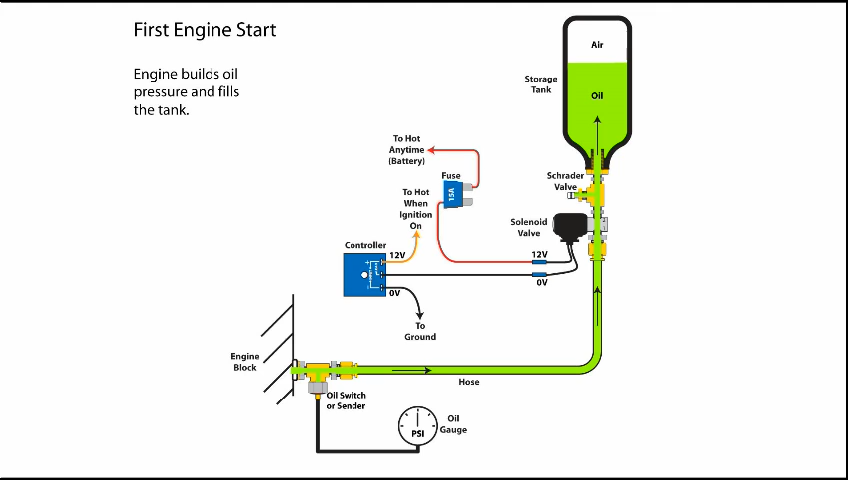 First Engine Start
Engine builds oil
pressure and fills
the tank.
Air
Storage
Tank
Oil
To Hot
Anytime
(Battery)
Fuse
15A
Schrader
Valve
To Hot
When
Ignition
On
Solenoid
Valve
Controller
12V
12V
0V
0V
To
Ground
Engine
Block
Hose
Oil Switch
or Sender
PSI
Oil
Gauge